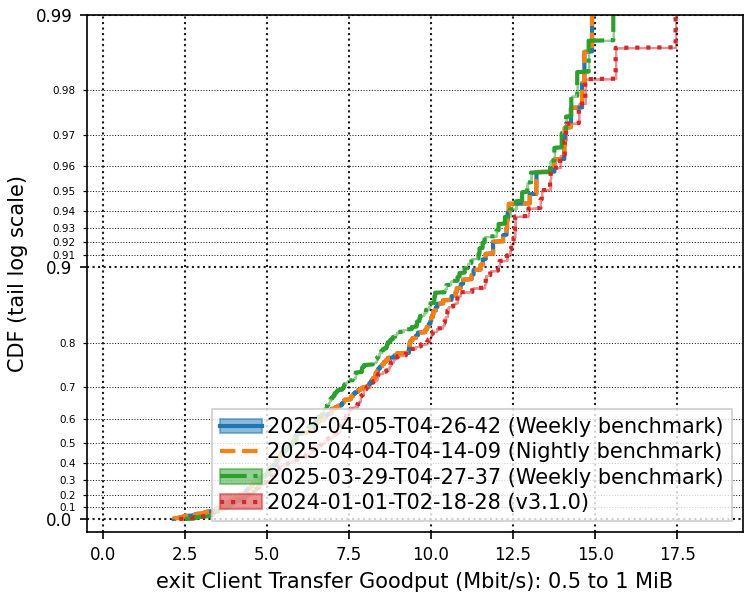 0.99
0.98
0.97
0.96
0.95
0.94
0.93
0.92
0.91
0.9
0.8
0.7
0.6
0.5
0.4
0.3
0.2
0.1
0.0
CDF (tail log scale)
2025-04-05-T04-26-42 (Weekly benchmark)
2025-04-04-T04-14-09 (Nightly benchmark)
2025-03-29-T04-27-37 (Weekly benchmark)
2024-01-01-T02-18-28 (v3.1.0)
0.0 2.5 5.0 7.5 10.0 12.5 15.0 17.5
exit Client Transfer Goodput (Mbit/s): 0.5 to 1 MiB